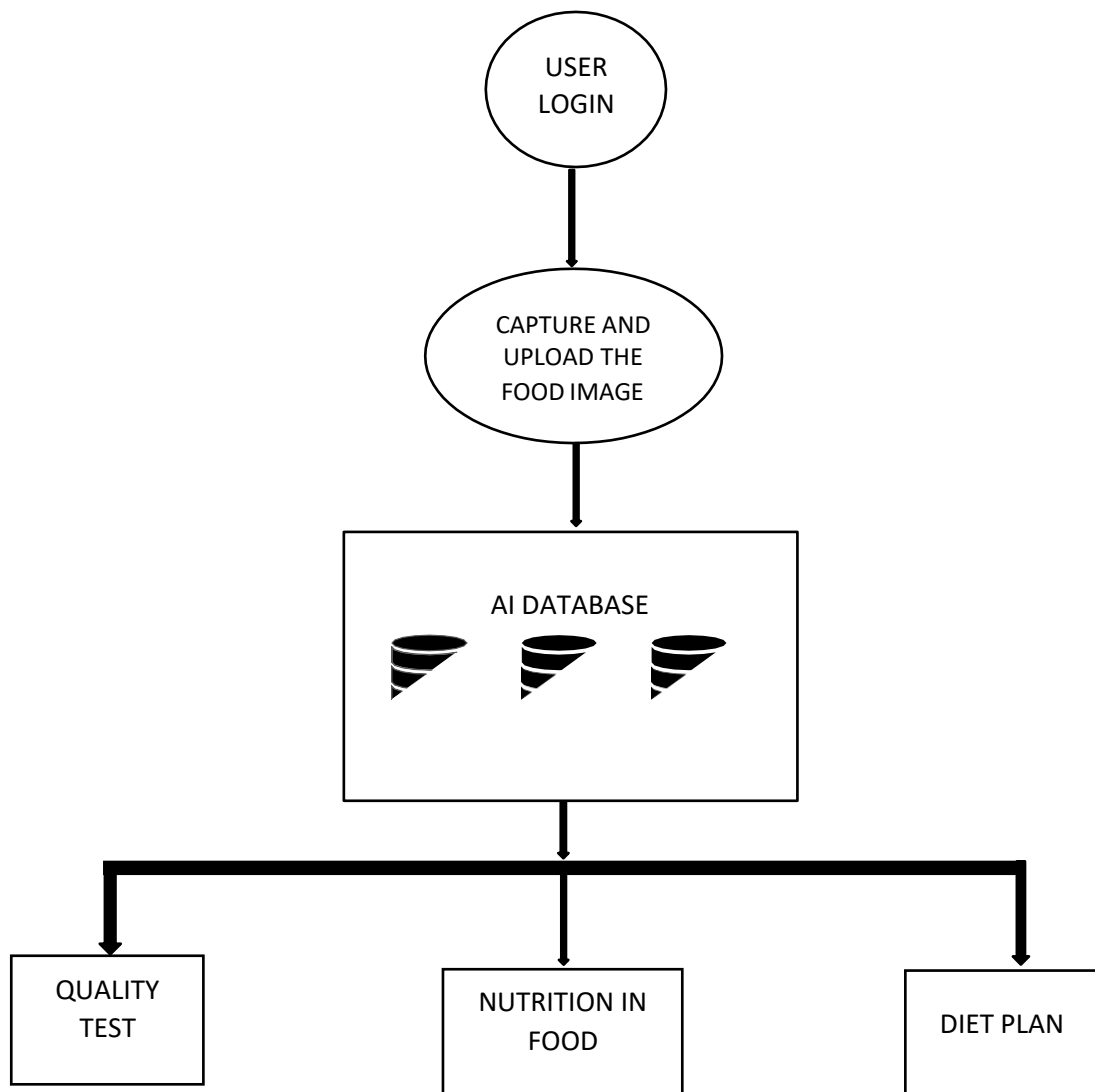 USER
LOGIN
CAPTURE AND
UPLOAD THE
FOOD IMAGE
AI DATABASE
QUALITY
TEST
NUTRITION IN
FOOD
DIET PLAN